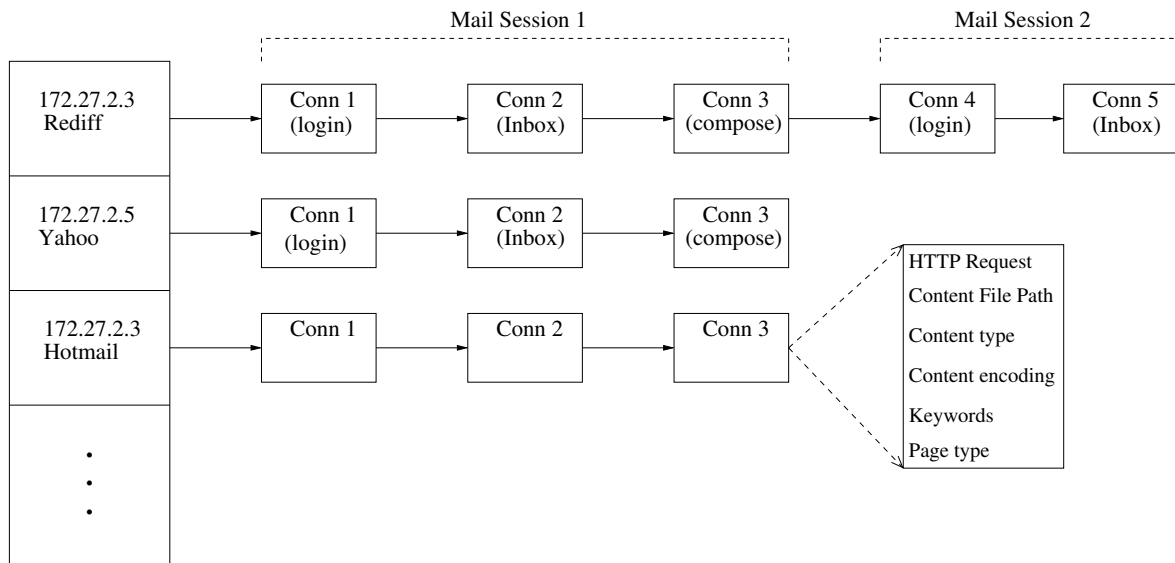 Mail Session 1
Mail Session 2
172.27.2.3
Rediff
Conn 1
(login)
Conn 2
(Inbox)
Conn 3
(compose)
Conn 4
(login)
Conn 5
(Inbox)
172.27.2.5
Yahoo
Conn 1
(login)
Conn 2
(Inbox)
Conn 3
(compose)
172.27.2.3
Hotmail
Conn 1
Conn 2
Conn 3
HTTP Request
Content File Path
Content type
Content encoding
Keywords
Page type